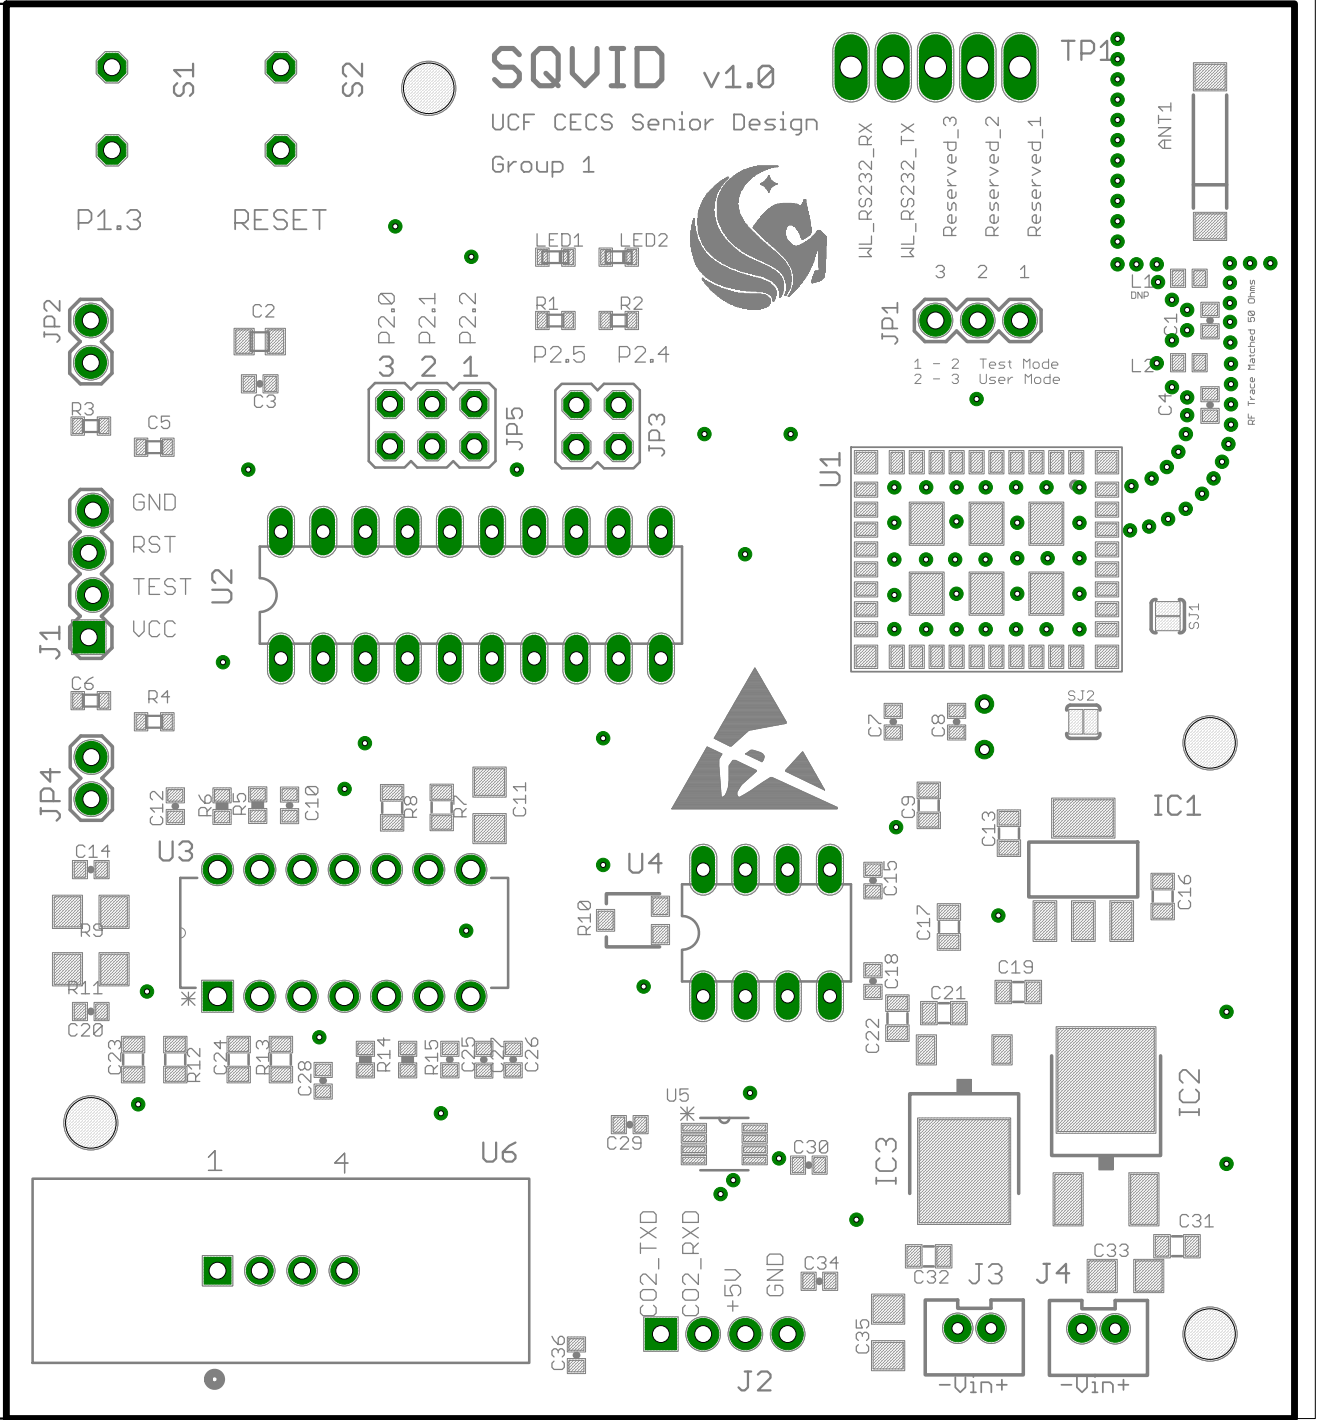 S1
S2
SQVID v1.0
UCF CECS Senior Design
Group 1
TP1
ANT1
WL_RS232_RX
WL_RS232_TX
Reserved_3
Reserved_2
Reserved_1
P1.3
RESET
LED1
LED2
3 2 1
L1
DNP
JP2
C2
P2.0
P2.1
P2.2
R1
R2
JP1
C1
RF Trace Matched 50 Ohms
P2.5
P2.4
1 - 2 Test Mode
2 - 3 User Mode
L2
3 2 1
C3
R3
C5
JP5
JP3
C4
U1
GND
RST
TEST
VCC
J1
U2
SJ1
C6
R4
SJ2
C7
C8
JP4
C12
R6
R5
C10
R8
R7
C11
C9
C13
IC1
C14
U3
U4
C15
C16
R9
R10
C17
R11
C18
C19
C20
C21
C22
C23
R12
C24
R13
C28
R14
R15
C25
C27
C26
IC2
U5
C29
C30
IC3
1
4
U6
CO2_TXD
CO2_RXD
+5V
GND
C34
C32
C31
C33
J3
J4
C36
C35
J2
-Vin+
-Vin+